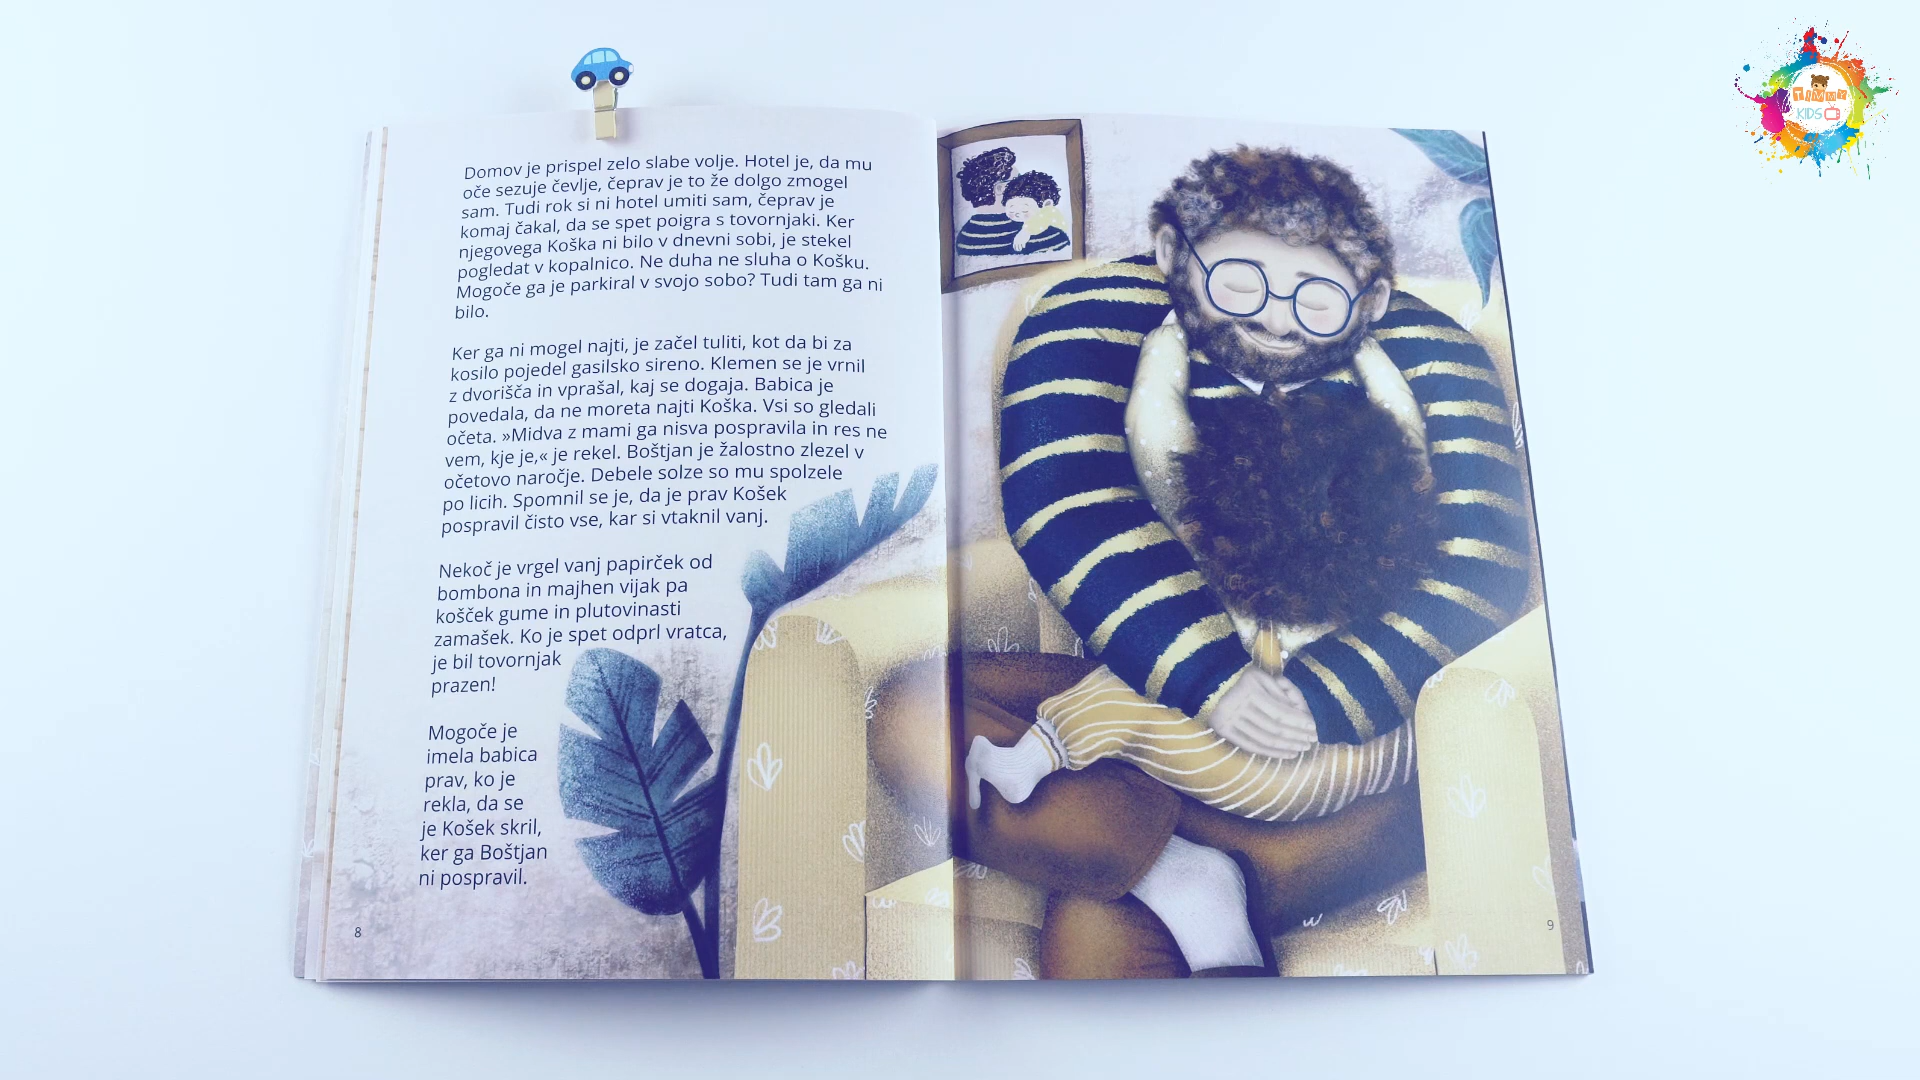 Domov je prispel zelo slabe volje. Hotel je, da mu
oče sezuje čevlje, čeprav je to že dolgo zmogel
sam. Tudi rok si ni hotel umiti sam, čeprav je
komaj čakal, da se spet poigra s tovornjaki. Ker
njegovega Koška ni bilo v dnevni sobi, je stekel
pogledat v kopalnico. Ne duha ne sluha o Košku.
Mogoče ga je parkiral v svojo sobo? Tudi tam ga ni
bilo.
Ker ga ni mogel najti, je začel tuliti, kot da bi za
kosilo pojedel gasilsko sireno. Klemen se je vrnil
z dvorišča in vprašal, kaj se dogaja. Babica je
povedala, da ne moreta najti Koška. Vsi so gledali
očeta. »Midva z mami ga nisva pospravila in res ne
vem, kje je,« je rekel. Boštjan je žalostno zlezel v
očetovo naročje. Debele solze so mu spolzele
po licih. Spomnil se je, da je prav Košek
pospravil čisto vse, kar si vtaknil vanj.
Nekoč je vrgel vanj papirček od
bombona in majhen vijak pa
košček gume in plutovinasti
zamašek. Ko je spet odprl vratca,
je bil tovornjak
prazen!
Mogoče je
imela babica
prav, ko je
rekla, da se
je Košek skril,
ker ga Boštjan
ni pospravil.
8
9
TIMMY
KIDS